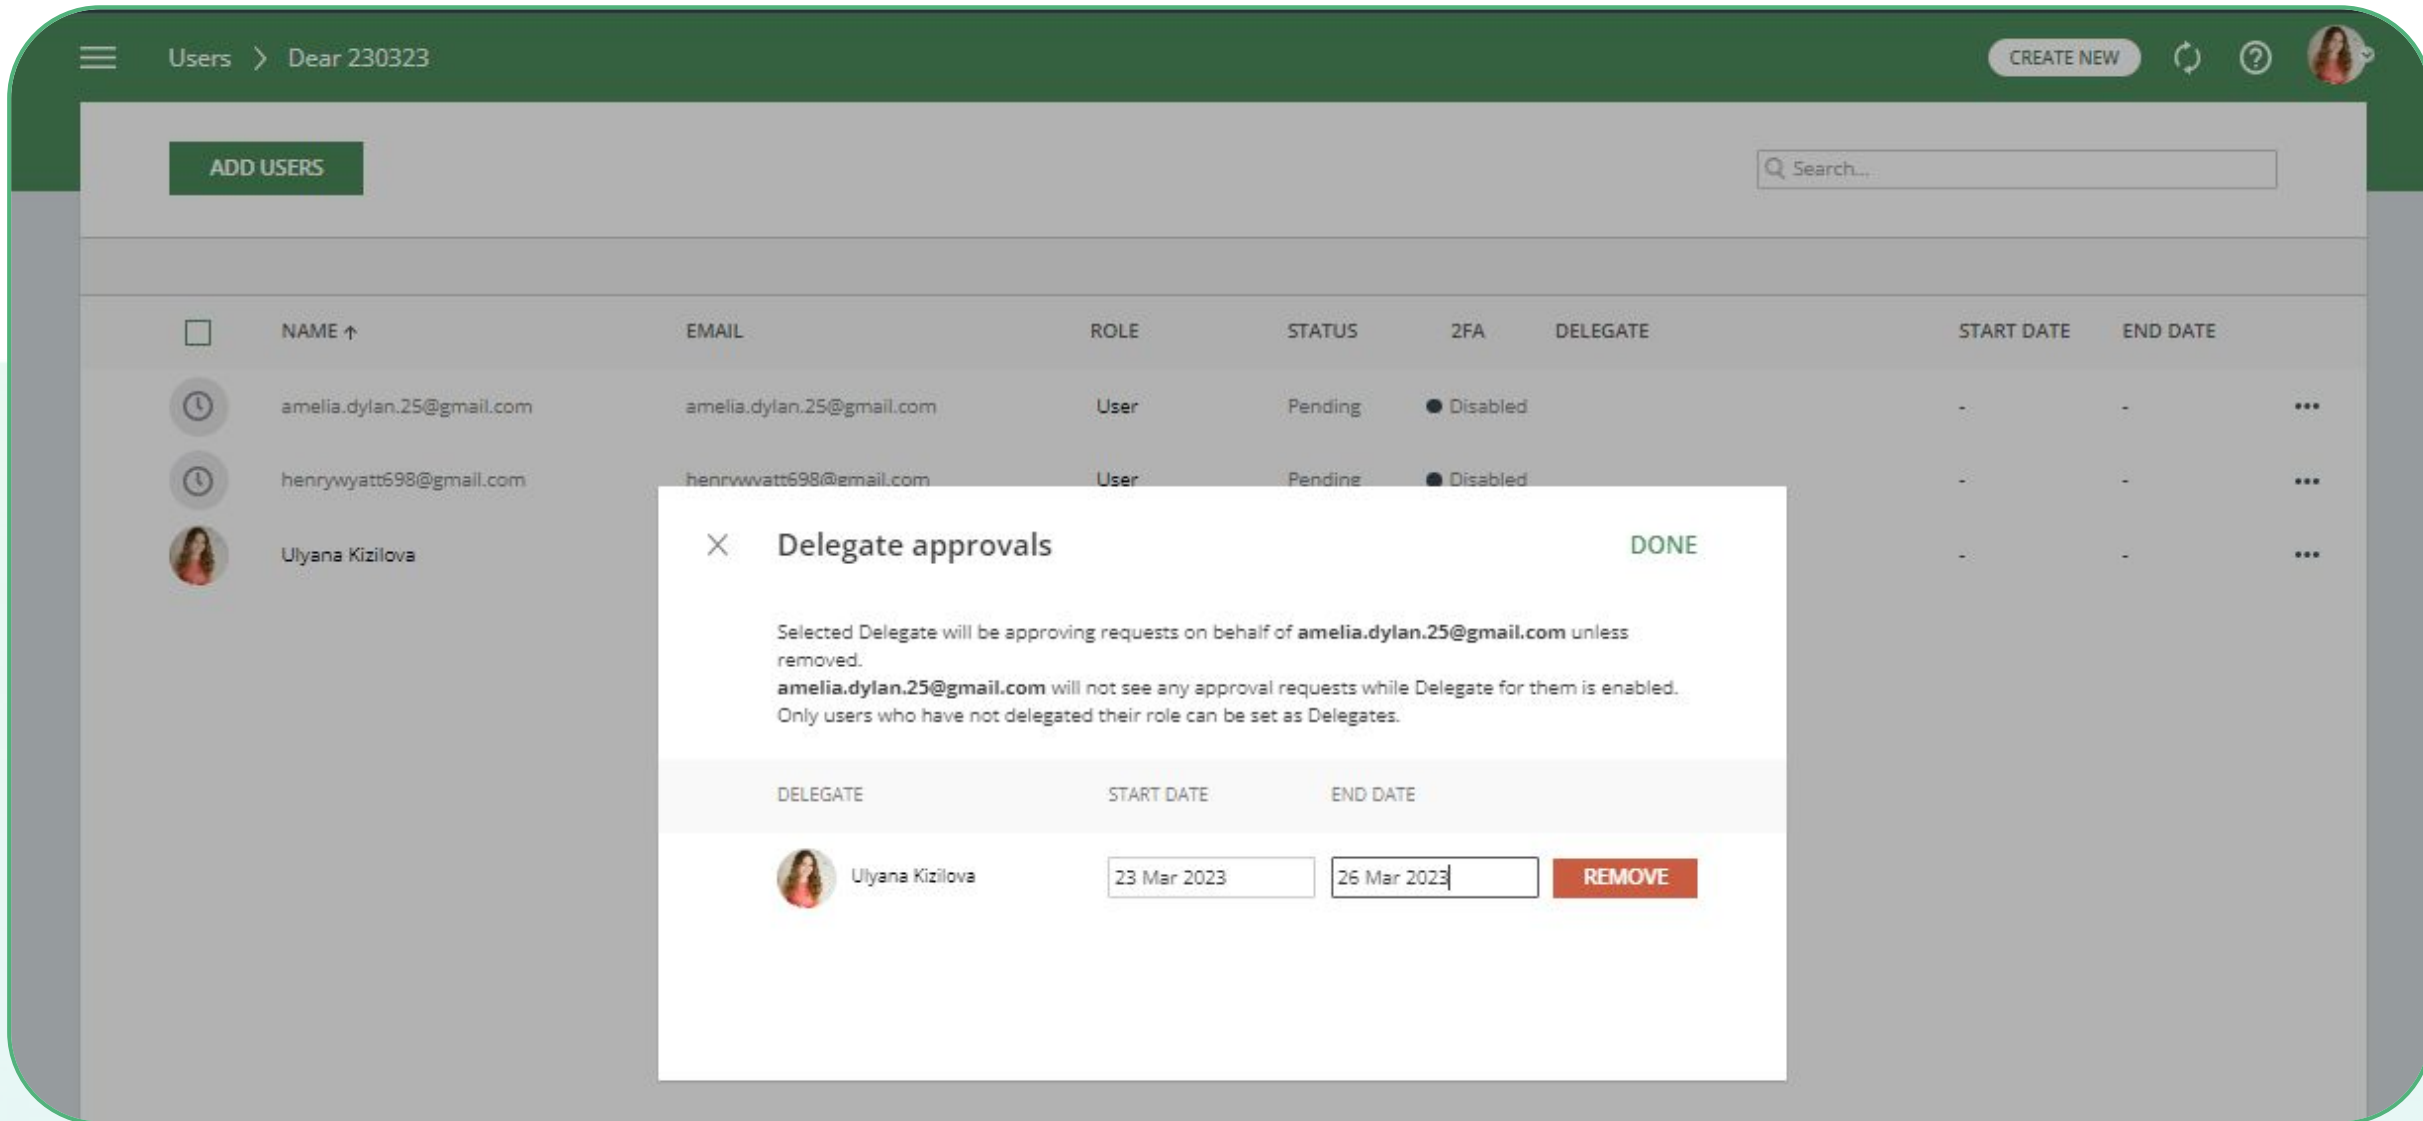 Users > Dear 230323 CREATE NEW
ADD USERS Search...
NAME ↑ EMAIL ROLE STATUS 2FA DELEGATE START DATE END DATE
amelia.dylan.25@gmail.com amelia.dylan.25@gmail.com User Pending Disabled - -
henrywyatt698@gmail.com henrywyatt698@gmail.com User Pending Disabled - -
Ulyana Kizilova - -
Delegate approvals DONE
Selected Delegate will be approving requests on behalf of amelia.dylan.25@gmail.com unless
removed.
amelia.dylan.25@gmail.com will not see any approval requests while Delegate for them is enabled.
Only users who have not delegated their role can be set as Delegates.
DELEGATE START DATE END DATE
Ulyana Kizilova 23 Mar 2023 26 Mar 2023 REMOVE